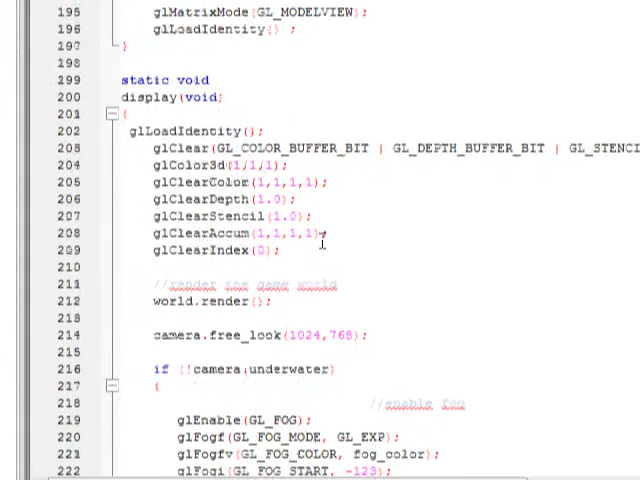 195 glMatrixMode(GL_MODELVIEW);
196 glLoadIdentity() ;
197 }
198
199 static void
200 display(void)
201 {
202 glLoadIdentity();
203 glClear(GL_COLOR_BUFFER_BIT | GL_DEPTH_BUFFER_BIT | GL_STENCI
204 glColor3d(1,1,1);
205 glClearColor(1,1,1,1);
206 glClearDepth(1.0);
207 glClearStencil(1.0);
208 glClearAccum(1,1,1,1);
209 glClearIndex(0);
210
211 //render the game world
212 world.render();
213
214 camera.free_look(1024,768);
215
216 if (!camera.underwater)
217 {
218 //enable fog
219 glEnable(GL_FOG);
220 glFogf(GL_FOG_MODE, GL_EXP);
221 glFogfv(GL_FOG_COLOR, fog_color);
222 glFogi(GL_FOG_START, -123);